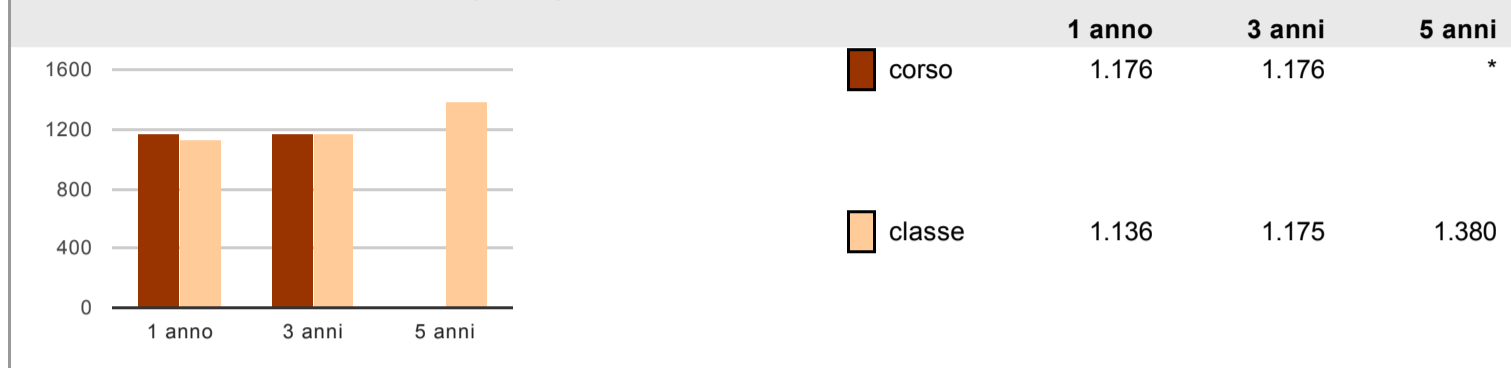 1 anno 3 anni 5 anni
1600
1200
800
400
0
1 anno 3 anni 5 anni
corso 1.176 1.176 *
classe 1.136 1.175 1.380